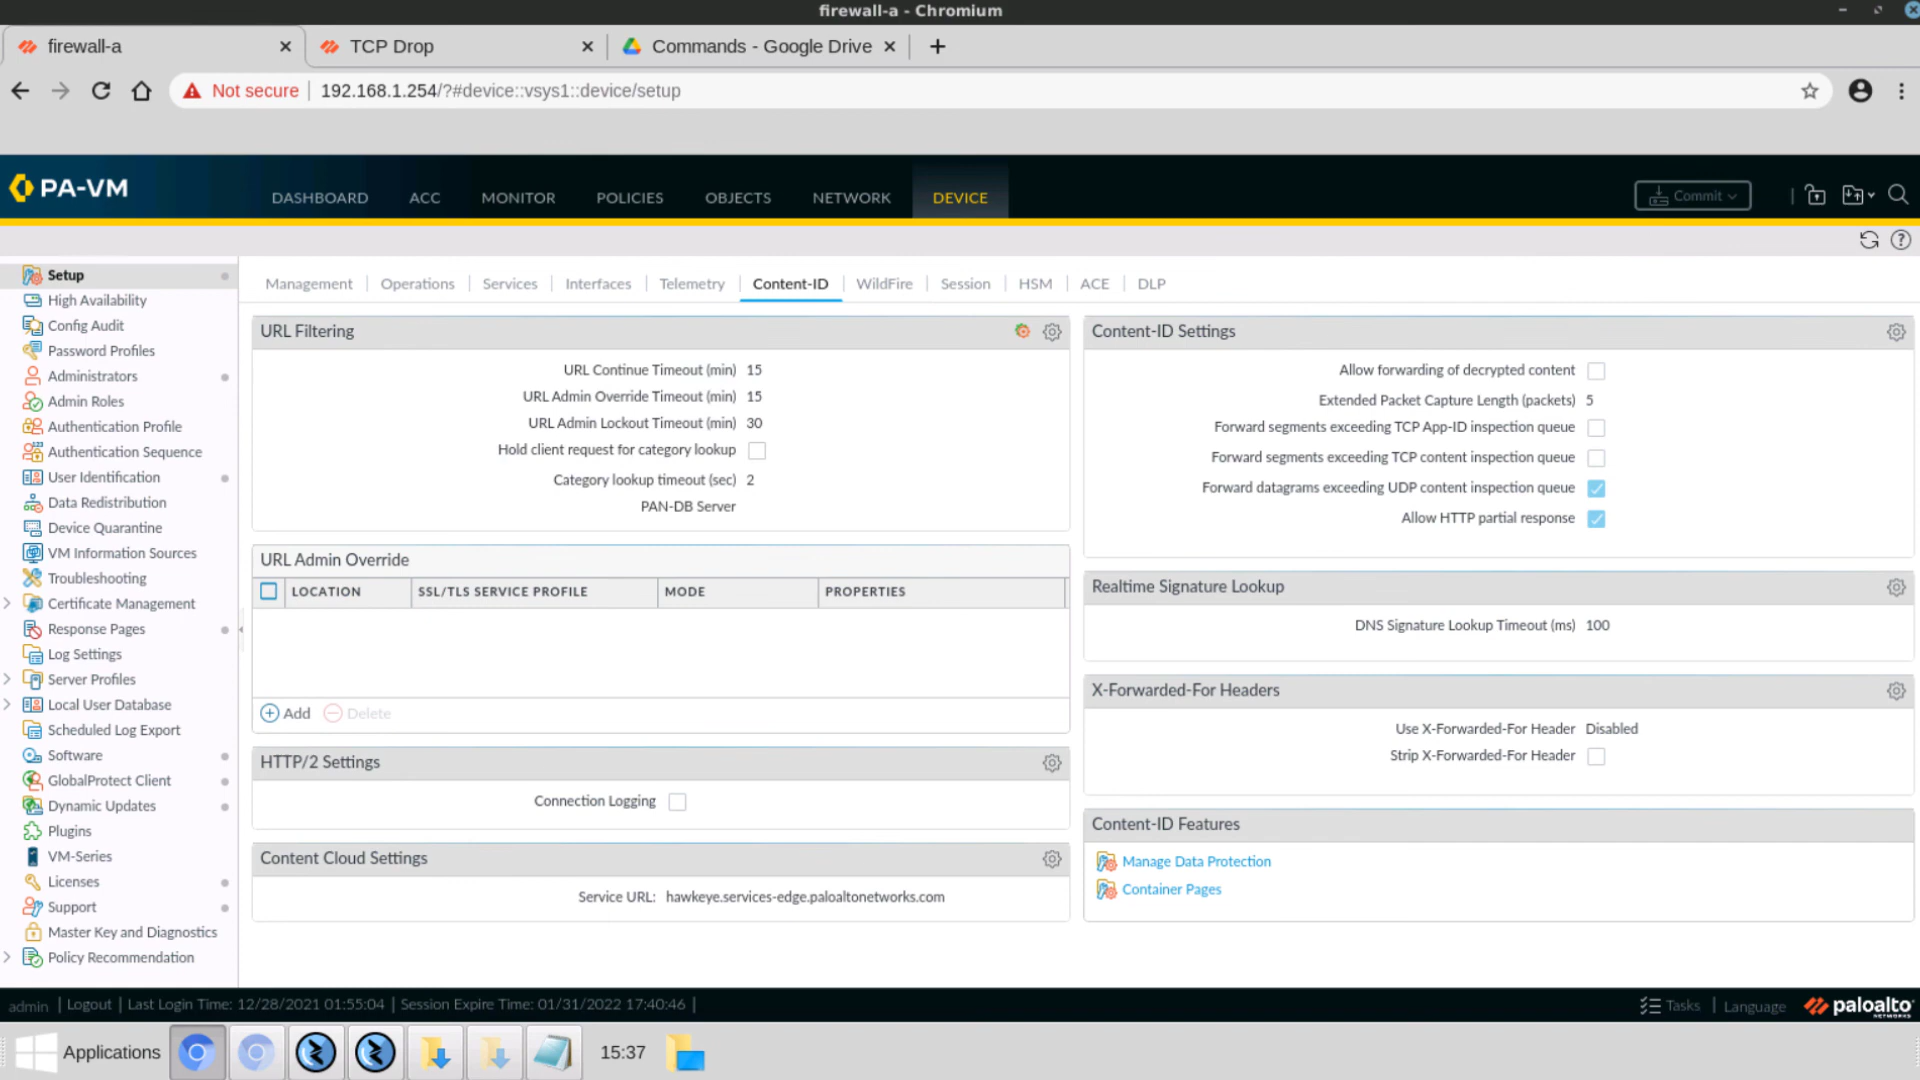 firewall-a - Chromium
firewall-a
TCP Drop
Commands - Google Drive
Not secure
192.168.1.254/?#device::vsys1::device/setup
PA-VM
DASHBOARD
ACC
MONITOR
POLICIES
OBJECTS
NETWORK
DEVICE
Commit
Setup
High Availability
Config Audit
Password Profiles
Administrators
Admin Roles
Authentication Profile
Authentication Sequence
User Identification
Data Redistribution
Device Quarantine
VM Information Sources
Troubleshooting
Certificate Management
Response Pages
Log Settings
Server Profiles
Local User Database
Scheduled Log Export
Software
GlobalProtect Client
Dynamic Updates
Plugins
VM-Series
Licenses
Support
Master Key and Diagnostics
Policy Recommendation
Management
Operations
Services
Interfaces
Telemetry
Content-ID
WildFire
Session
HSM
ACE
DLP
URL Filtering
URL Continue Timeout (min) 15
URL Admin Override Timeout (min) 15
URL Admin Lockout Timeout (min) 30
Hold client request for category lookup
Category lookup timeout (sec) 2
PAN-DB Server
URL Admin Override
LOCATION
SSL/TLS SERVICE PROFILE
MODE
PROPERTIES
Add
Delete
HTTP/2 Settings
Connection Logging
Content Cloud Settings
Service URL: hawkeye.services-edge.paloaltonetworks.com
Content-ID Settings
Allow forwarding of decrypted content
Extended Packet Capture Length (packets) 5
Forward segments exceeding TCP App-ID inspection queue
Forward segments exceeding TCP content inspection queue
Forward datagrams exceeding UDP content inspection queue
Allow HTTP partial response
Realtime Signature Lookup
DNS Signature Lookup Timeout (ms) 100
X-Forwarded-For Headers
Use X-Forwarded-For Header Disabled
Strip X-Forwarded-For Header
Content-ID Features
Manage Data Protection
Container Pages
admin | Logout | Last Login Time: 12/28/2021 01:55:04 | Session Expire Time: 01/31/2022 17:40:46 |
Tasks | Language
paloalto
NETWORKS
Applications
15:37